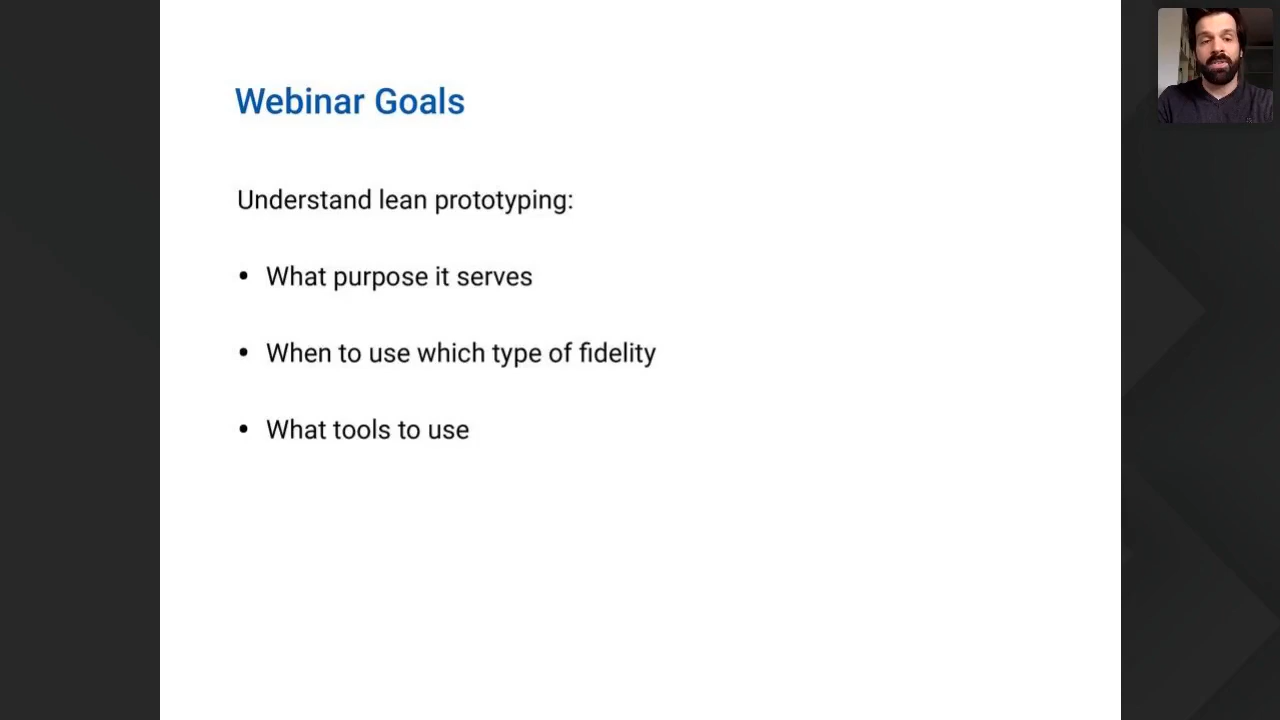 Webinar Goals
Understand lean prototyping:
• What purpose it serves
• When to use which type of fidelity
• What tools to use